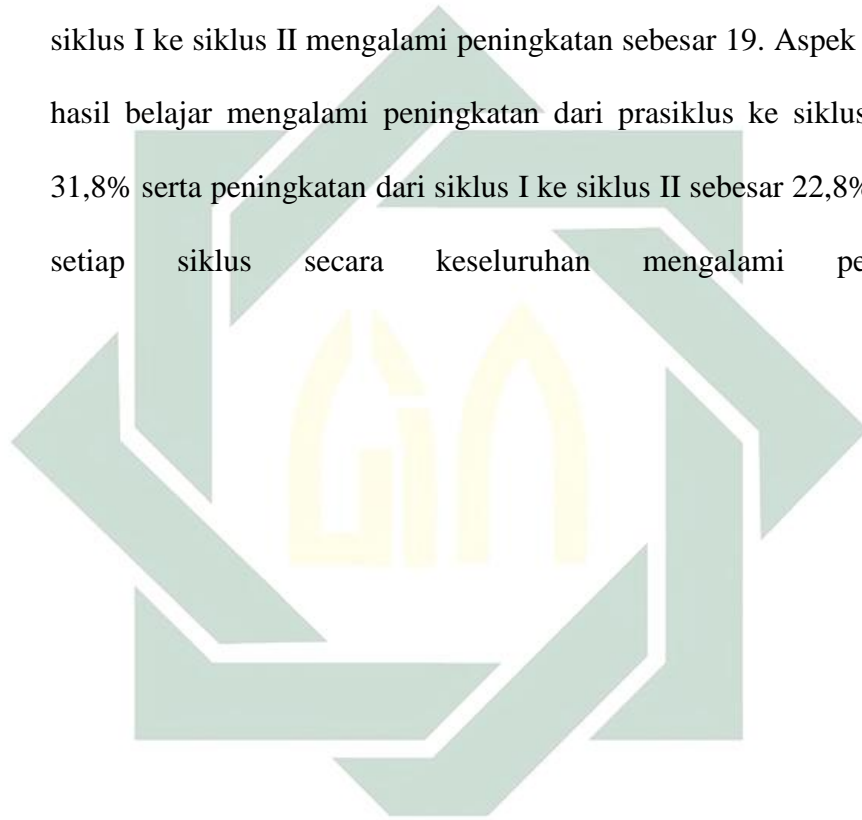 siklus I ke siklus II mengalami peningkatan sebesar 19. Aspek
hasil belajar mengalami peningkatan dari prasiklus ke siklus
31,8% serta peningkatan dari siklus I ke siklus II sebesar 22,8%
setiap siklus secara keseluruhan mengalami pe